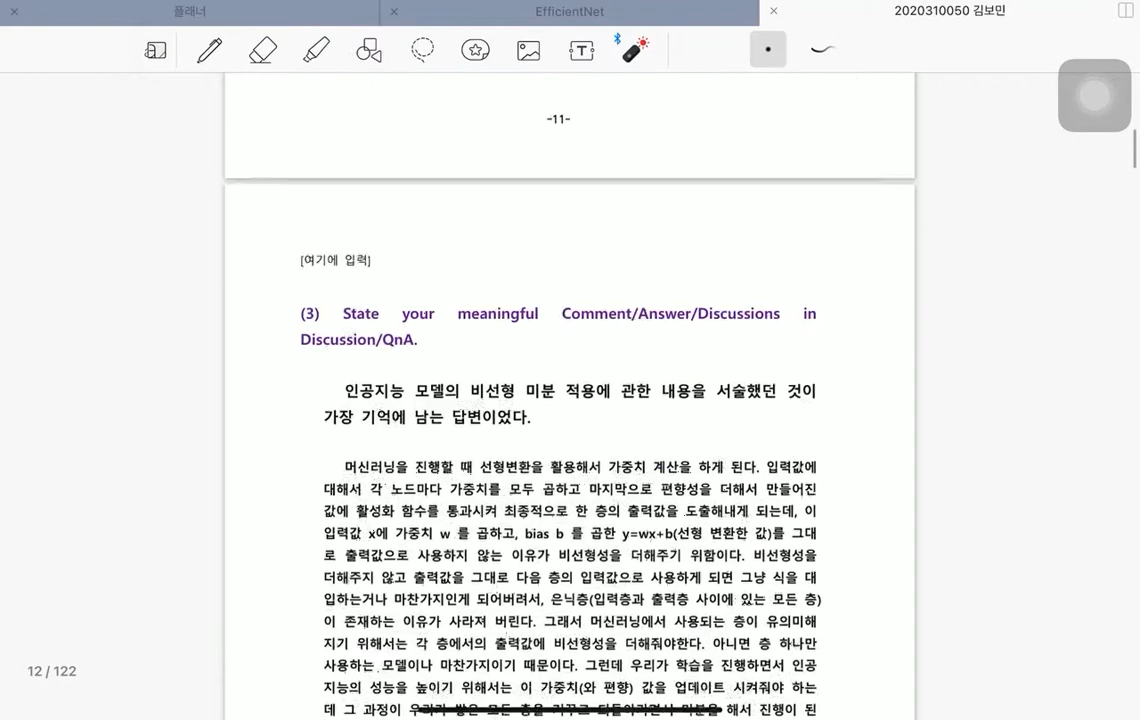 플래너
EfficientNet
2020310050 김보민
-11-
[여기에 입력]
(3) State your meaningful Comment/Answer/Discussions in
Discussion/QnA.
인공지능 모델의 비선형 미분 적용에 관한 내용을 서술했던 것이
가장 기억에 남는 답변이었다.
머신러닝을 진행할 때 선형변환을 활용해서 가중치 계산을 하게 된다. 입력값에
대해서 각 노드마다 가중치를 모두 곱하고 마지막으로 편향성을 더해서 만들어진
값에 활성화 함수를 통과시켜 최종적으로 한 층의 출력값을 도출해내게 되는데, 이
입력값 x에 가중치 w 를 곱하고, bias b 를 곱한 y=wx+b(선형 변환한 값)를 그대
로 출력값으로 사용하지 않는 이유가 비선형성을 더해주기 위함이다. 비선형성을
더해주지 않고 출력값을 그대로 다음 층의 입력값으로 사용하게 되면 그냥 식을 대
입하는거나 마찬가지인게 되어버려서, 은닉층(입력층과 출력층 사이에 있는 모든 층)
이 존재하는 이유가 사라져 버린다. 그래서 머신러닝에서 사용되는 층이 유의미해
지기 위해서는 각 층에서의 출력값에 비선형성을 더해줘야한다. 아니면 층 하나만
사용하는 모델이나 마찬가지이기 때문이다. 그런데 우리가 학습을 진행하면서 인공
지능의 성능을 높이기 위해서는 이 가중치(와 편향) 값을 업데이트 시켜줘야 하는
데 그 과정이 해서 진행이 된
12 / 122